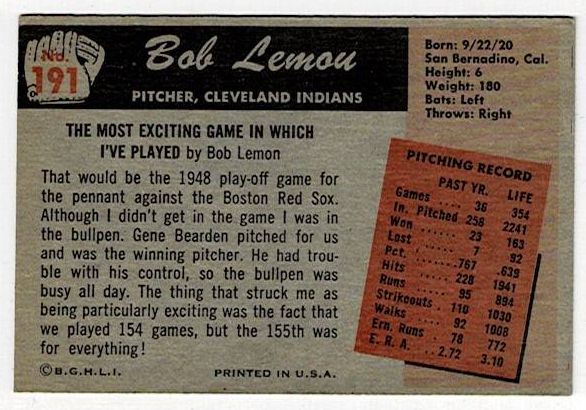 No.
191
Bob Lemon
PITCHER, CLEVELAND INDIANS
Born: 9/22/20
San Bernadino, Cal.
Height: 6
Weight: 180
Bats: Left
Throws: Right
THE MOST EXCITING GAME IN WHICH
I'VE PLAYED by Bob Lemon
That would be the 1948 play-off game for
the pennant against the Boston Red Sox.
Although I didn't get in the game I was in
the bullpen. Gene Bearden pitched for us
and was the winning pitcher. He had trou-
ble with his control, so the bullpen was
busy all day. The thing that struck me as
being particularly exciting was the fact that
we played 154 games, but the 155th was
for everything!
PITCHING RECORD
PAST YR. LIFE
Games 36 354
In. Pitched 258 2241
Won 23 163
Lost 7 92
Pct. .767 .639
Hits 228 1941
Runs 95 894
Strikeouts 110 1030
Walks 92 1008
Ern. Runs 78 772
E. R. A. 2.72 3.10
©B.G.H.L.I.
PRINTED IN U.S.A.